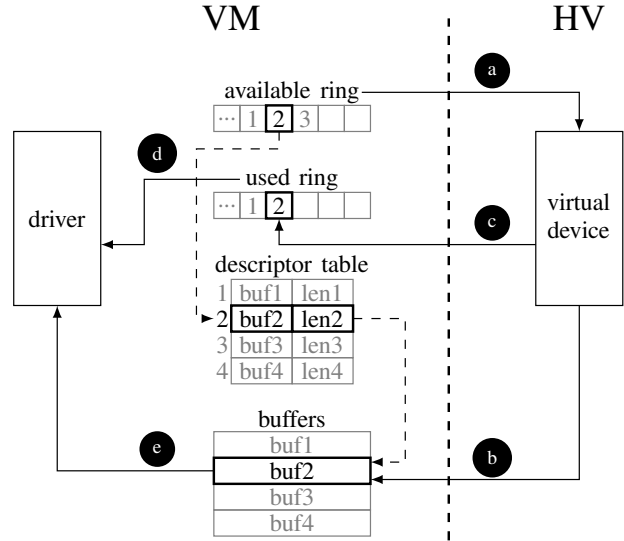 VM HV
a
available ring
... 1 2 3
d
used ring
... 1 2
driver
virtual
device
c
descriptor table
1 buf1 len1
2 buf2 len2
3 buf3 len3
4 buf4 len4
buffers
buf1
e
buf2
b
buf3
buf4